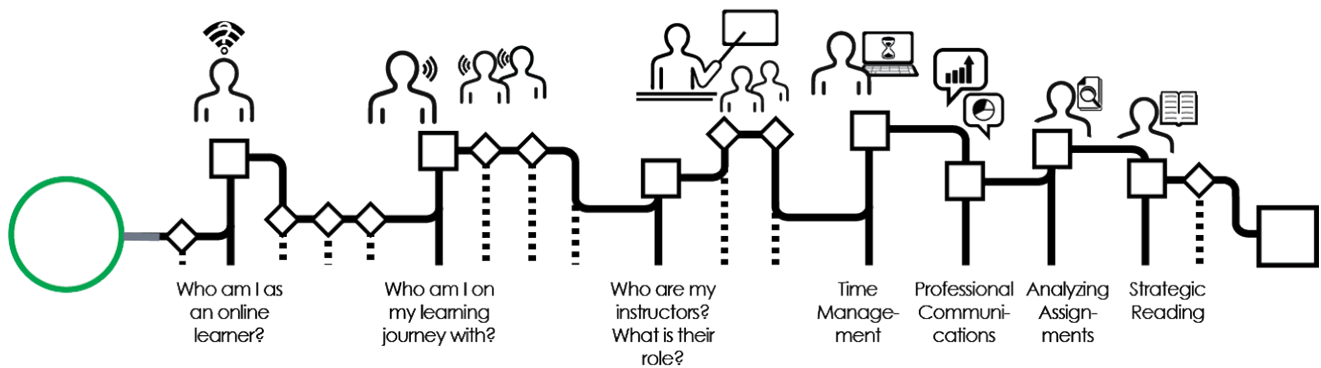 ?
Who am I as
an online
learner?
Who am I on
my learning
journey with?
Who are my
instructors?
What is their
role?
Time
Manage-
ment
Professional
Communi-
cations
Analyzing
Assign-
ments
Strategic
Reading